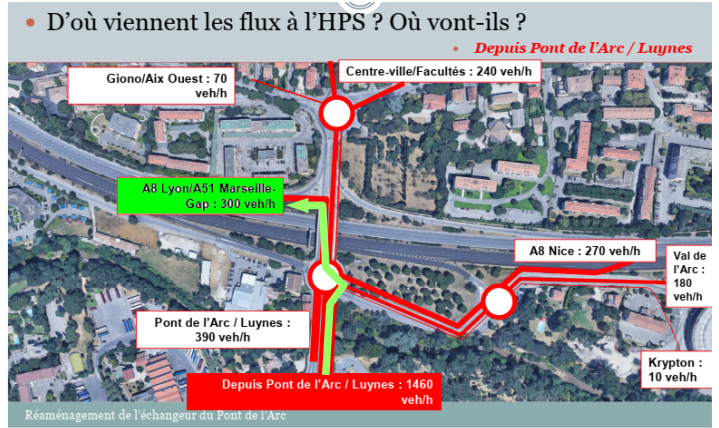 • D’où viennent les flux à l’HPS ? Où vont-ils ?
• Depuis Pont de l’Arc / Luynes
Giono/Aix Ouest : 70
veh/h
Centre-ville/Facultés : 240 veh/h
A8 Lyon/A51 Marseille-
Gap : 300 veh/h
A8 Nice : 270 veh/h
Val de
l’Arc :
180
veh/h
Pont de l’Arc / Luynes :
390 veh/h
Krypton :
10 veh/h
Depuis Pont de l’Arc / Luynes : 1460
veh/h
Réaménagement de l’échangeur du Pont de l’Arc